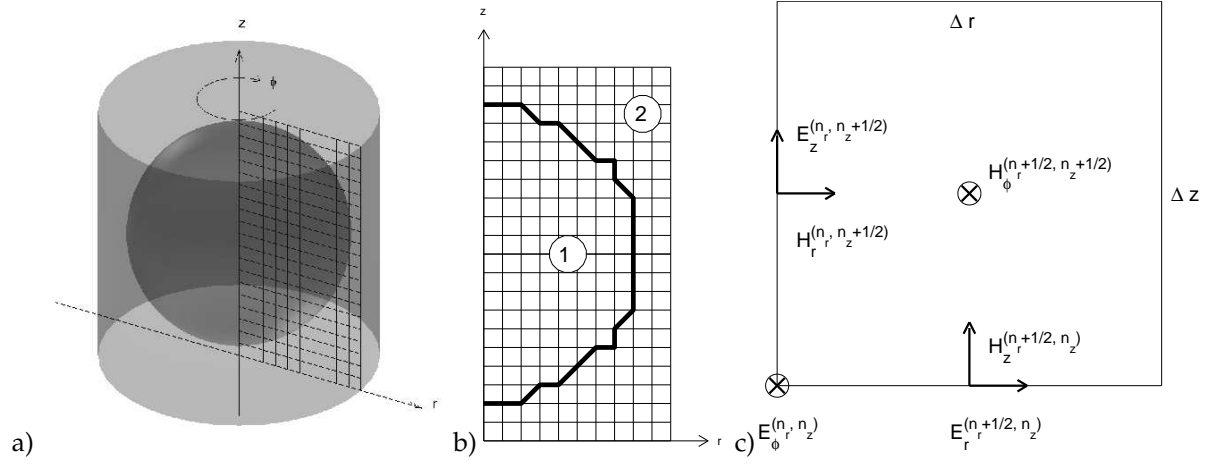 z
ϕ
r
a)
z
2
1
r
b)
Δ r
E_z^(n_r, n_z+1/2)
H_ϕ^(n_r+1/2, n_z+1/2)
Δ z
H_r^(n_r, n_z+1/2)
H_z^(n_r+1/2, n_z)
E_ϕ^(n_r, n_z)
E_r^(n_r+1/2, n_z)
c)